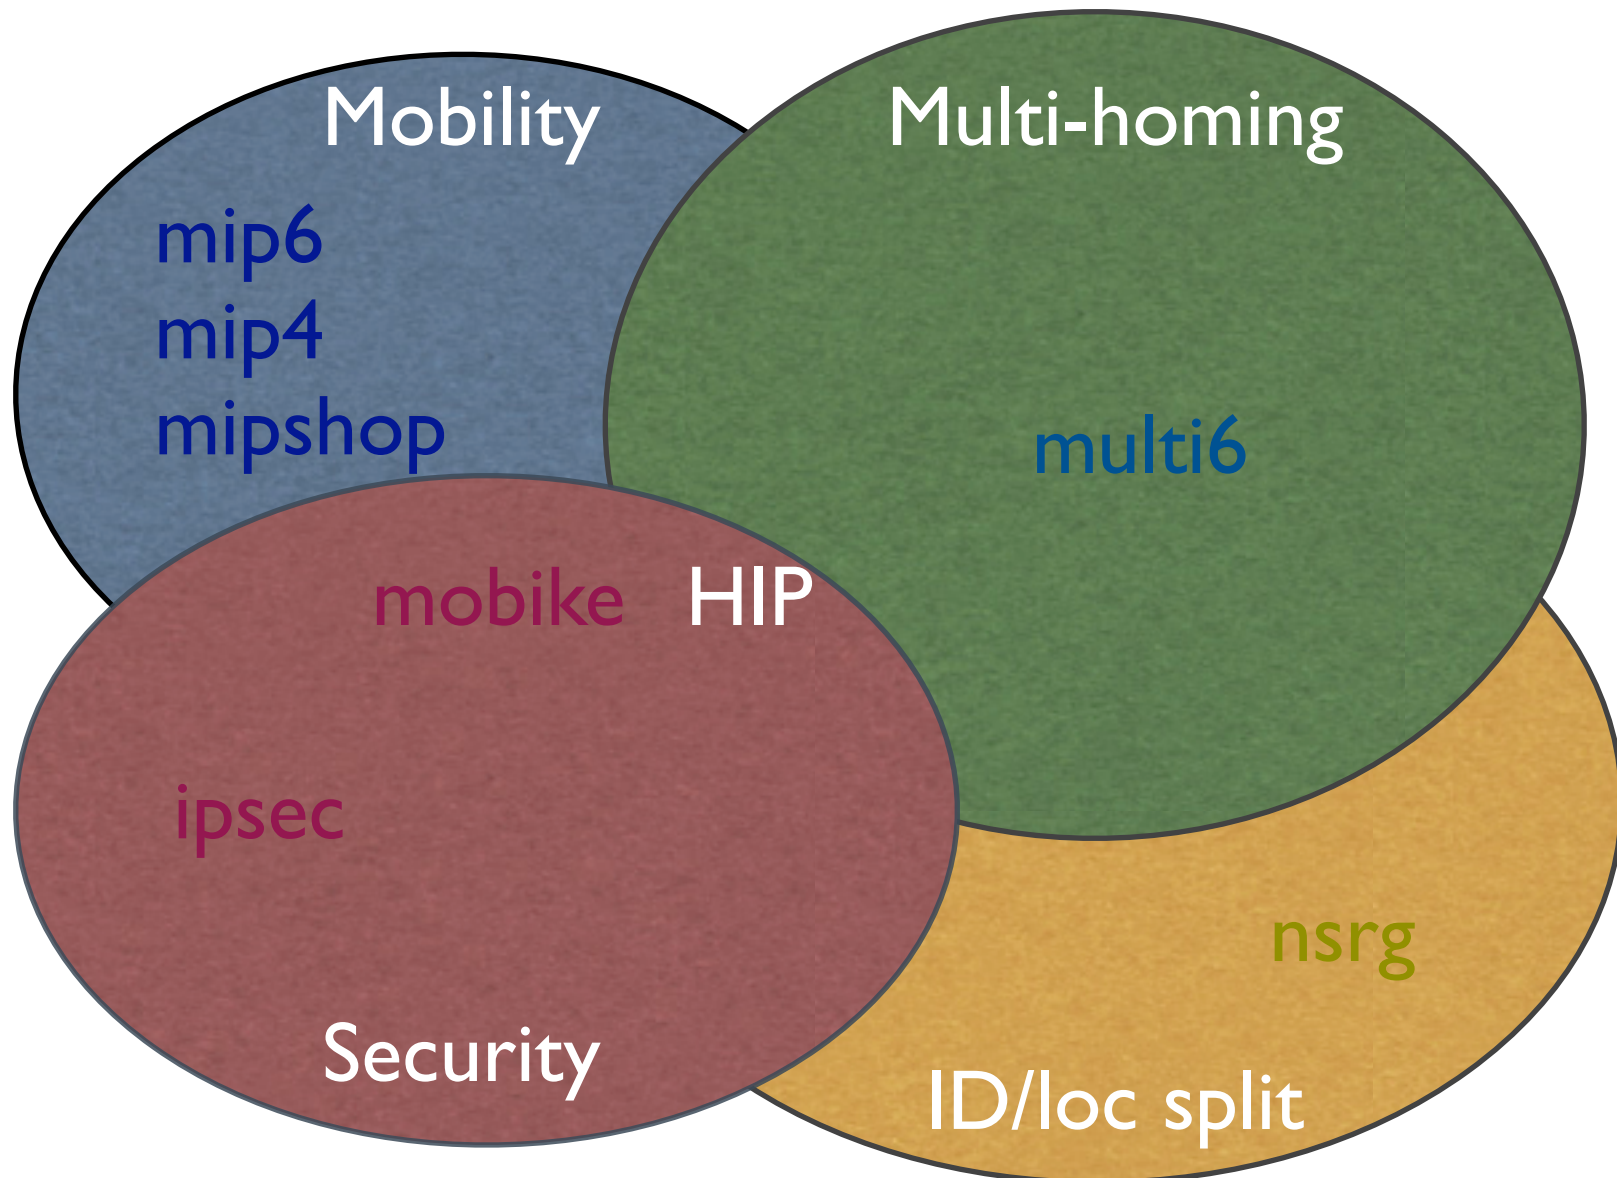 Mobility
Multi-homing
mip6
mip4
mipshop
multi6
mobike HIP
ipsec
nsrg
Security
ID/loc split